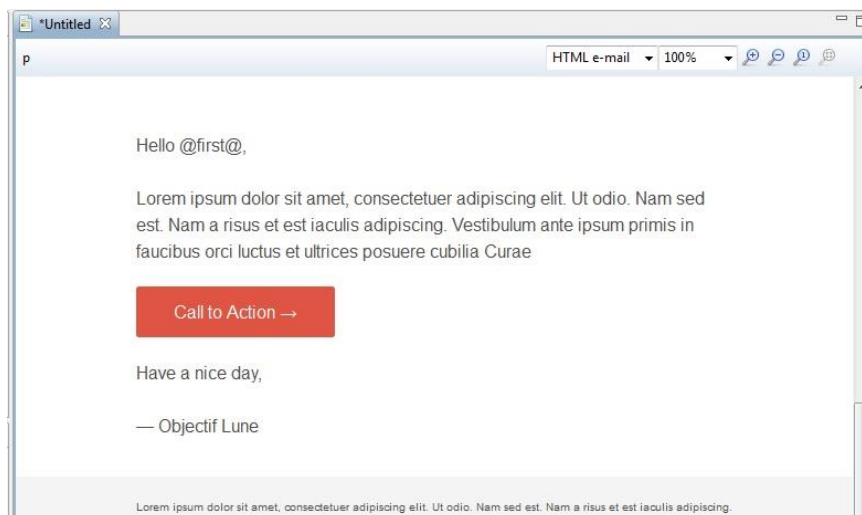 *Untitled
p
HTML e-mail
100%
Hello @first@,
Lorem ipsum dolor sit amet, consectetuer adipiscing elit. Ut odio. Nam sed
est. Nam a risus et est iaculis adipiscing. Vestibulum ante ipsum primis in
faucibus orci luctus et ultrices posuere cubilia Curae
Call to Action →
Have a nice day,
— Objectif Lune
Lorem ipsum dolor sit amet, consectetuer adipiscing elit. Ut odio. Nam sed est. Nam a risus et est iaculis adipiscing.